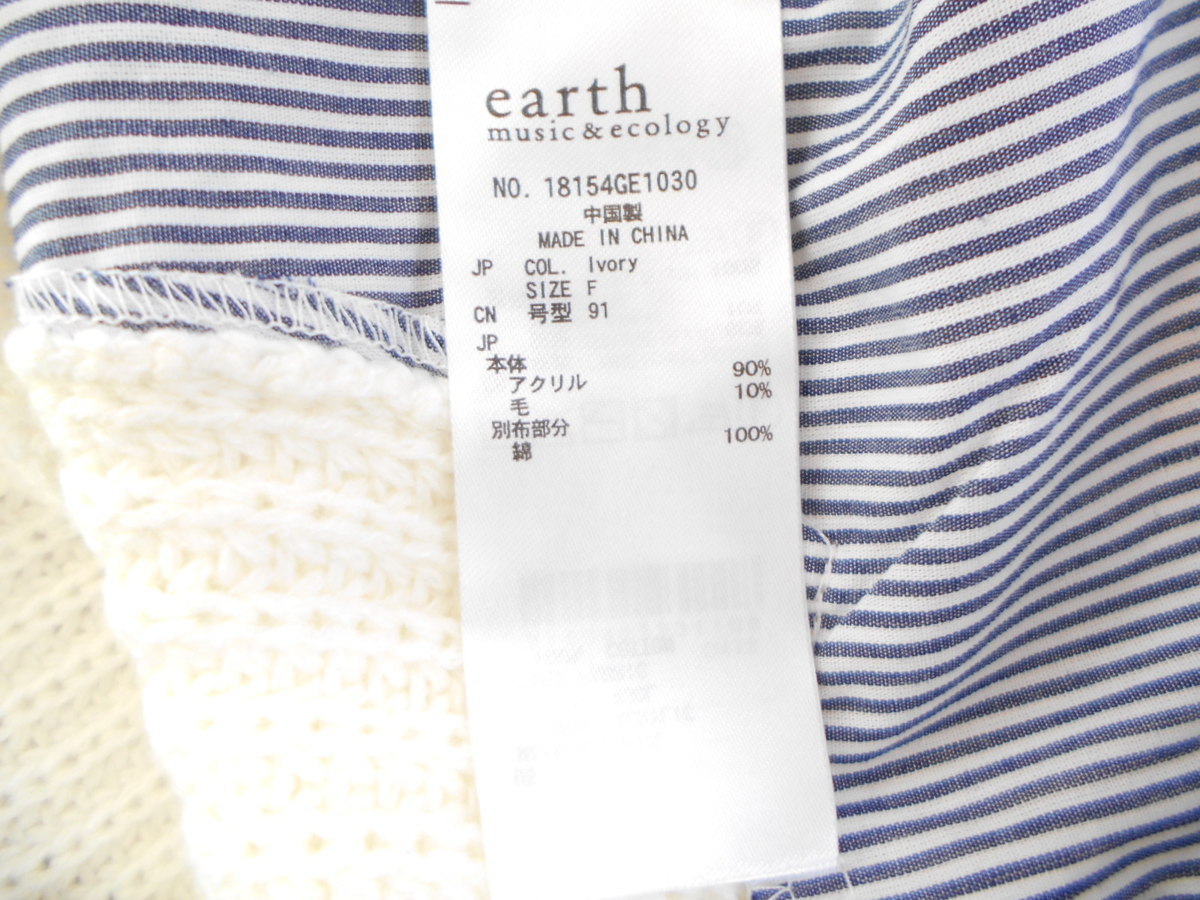 earth
music & ecology
NO. 18154GE1030
中国製
MADE IN CHINA
JP COL. Ivory
SIZE F
CN 号型 91
JP
本体
アクリル 90%
毛 10%
別布部分
綿 100%